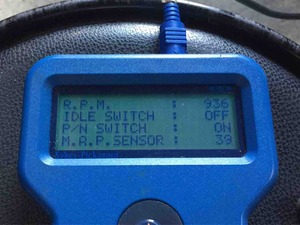 R.P.M. : 936
IDLE SWITCH : OFF
P/N SWITCH : ON
M.A.P.SENSOR : 39